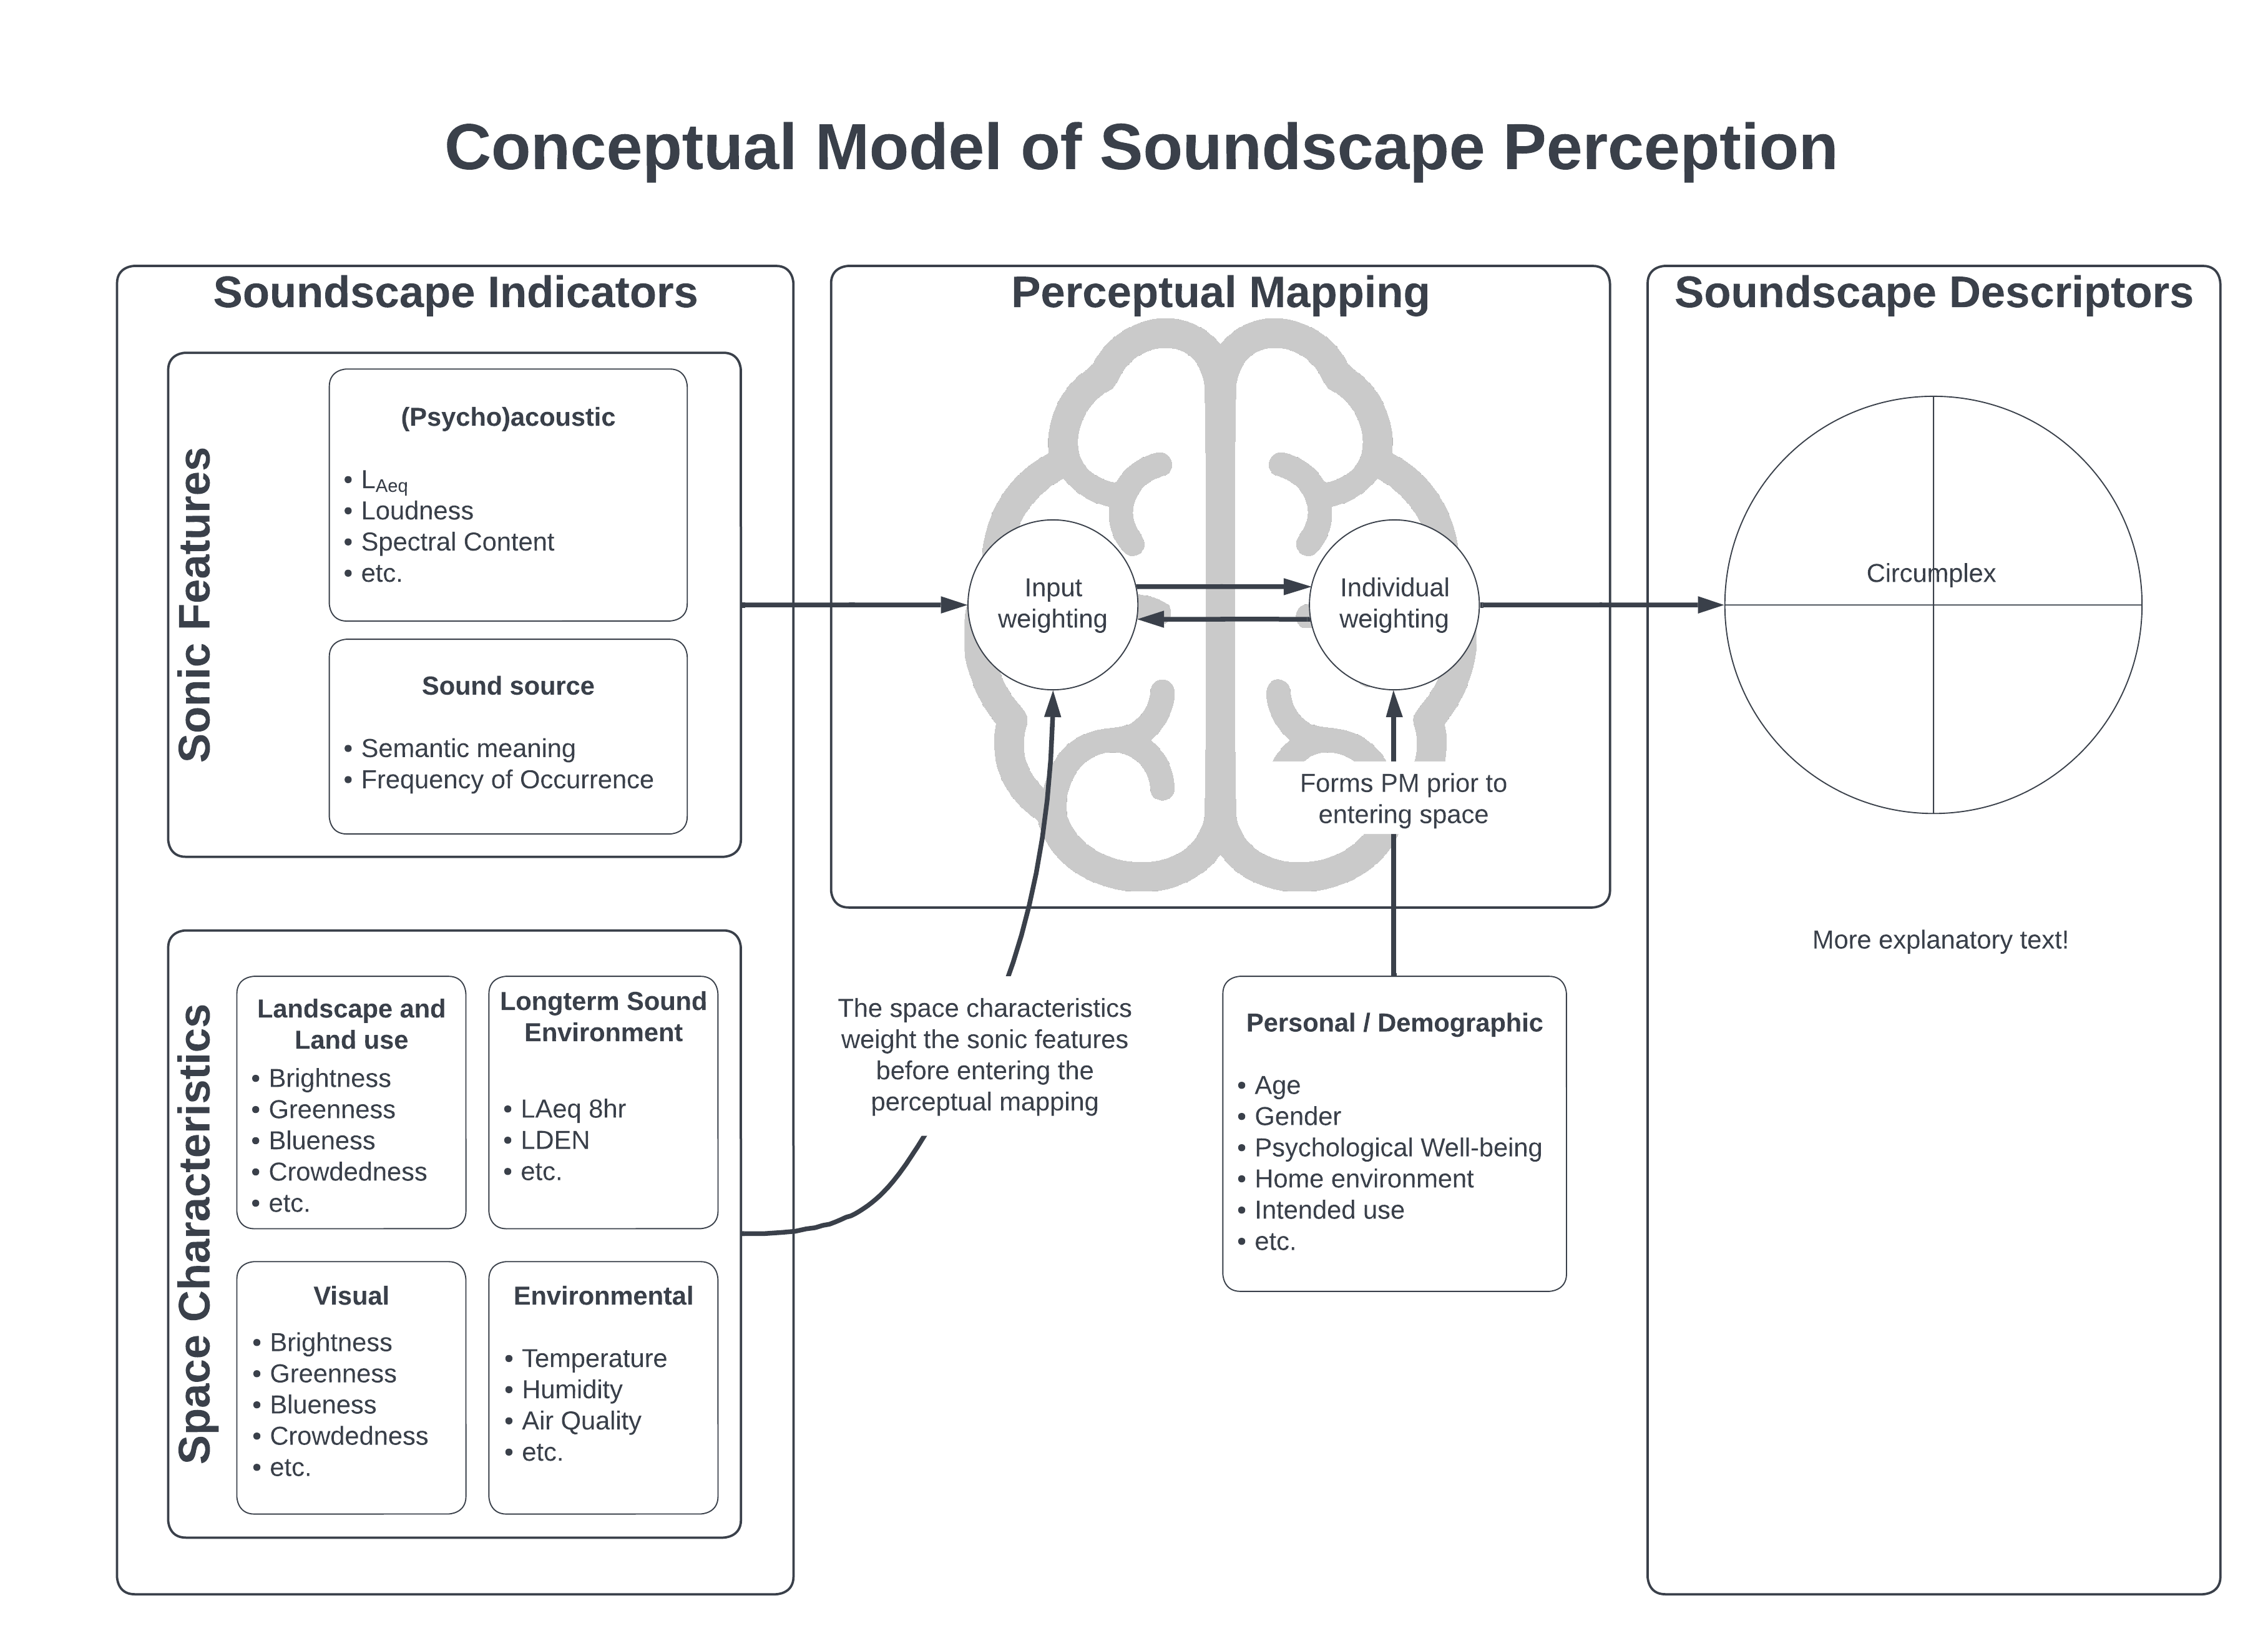 Conceptual Model of Soundscape Perception
Soundscape Indicators
Sonic Features
(Psycho)acoustic
• LAeq
• Loudness
• Spectral Content
• etc.
Sound source
• Semantic meaning
• Frequency of Occurrence
Space Characteristics
Landscape and
Land use
• Brightness
• Greenness
• Blueness
• Crowdedness
• etc.
Longterm Sound
Environment
• LAeq 8hr
• LDEN
• etc.
Visual
• Brightness
• Greenness
• Blueness
• Crowdedness
• etc.
Environmental
• Temperature
• Humidity
• Air Quality
• etc.
Perceptual Mapping
Input
weighting
Individual
weighting
Forms PM prior to
entering space
The space characteristics
weight the sonic features
before entering the
perceptual mapping
Personal / Demographic
• Age
• Gender
• Psychological Well-being
• Home environment
• Intended use
• etc.
Soundscape Descriptors
Circumplex
More explanatory text!